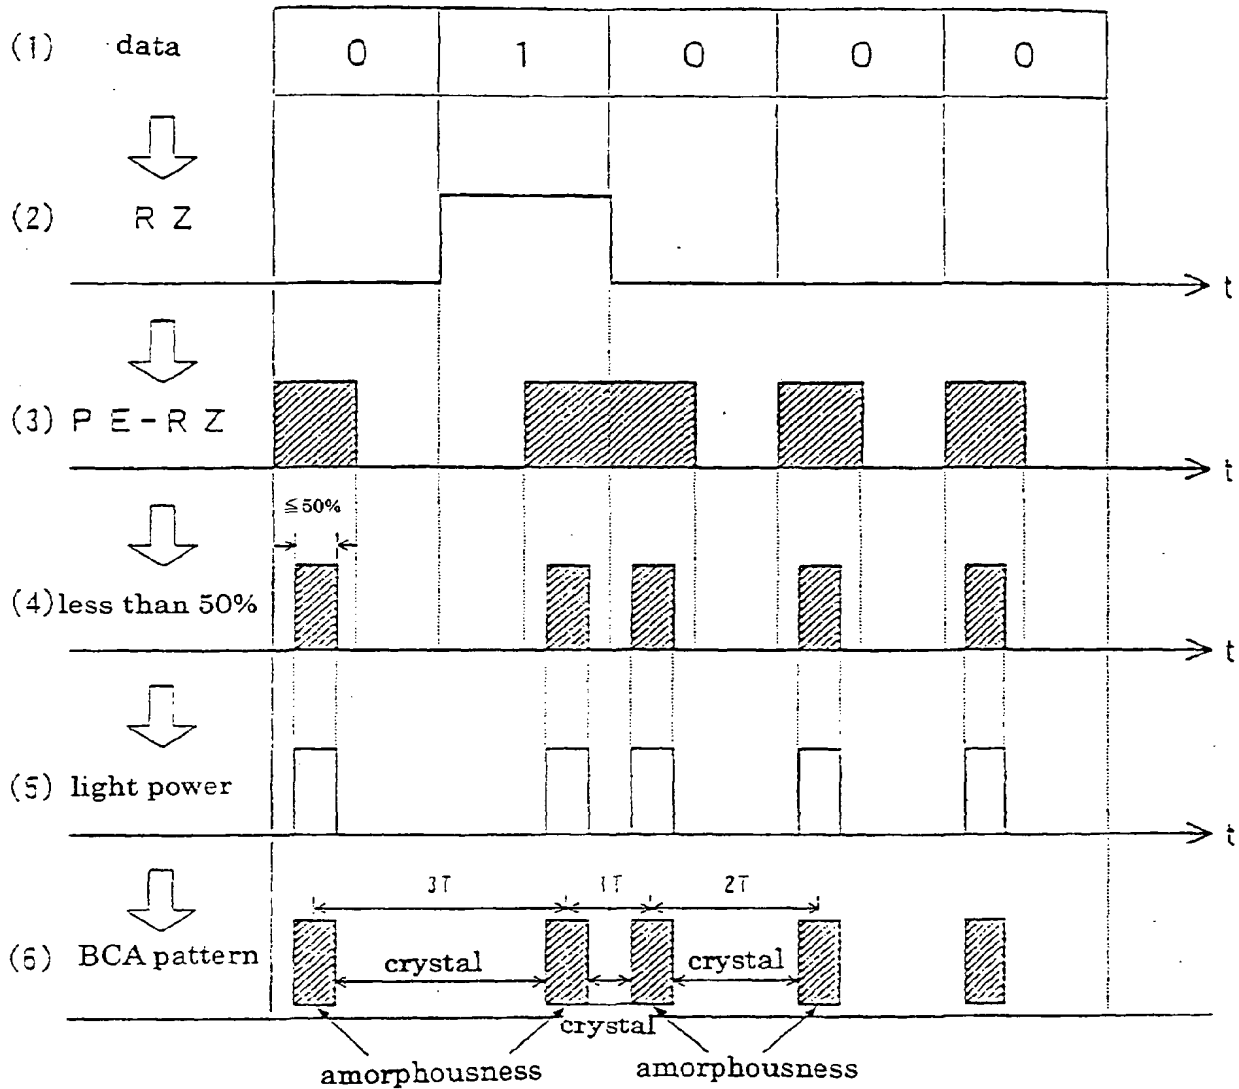 (1) data 0 1 0 0 0
(2) R Z t
(3) P E - R Z t
≦50%
(4) less than 50% t
(5) light power t
3T 1T 2T
(6) BCA pattern crystal crystal
crystal
amorphousness amorphousness